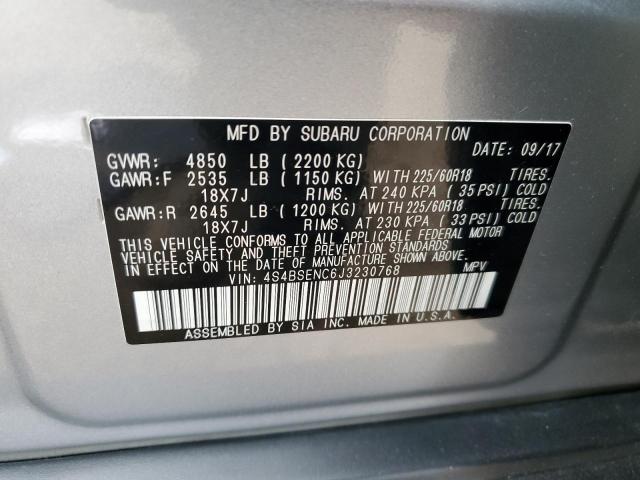 MFD BY SUBARU CORPORATION
GVWR: 4850 LB (2200 KG) DATE: 09/17
GAWR:F 2535 LB (1150 KG) WITH 225/60R18 TIRES.
18X7J RIMS. AT 240 KPA (35 PSI) COLD
GAWR:R 2645 LB (1200 KG) WITH 225/60R18 TIRES.
18X7J RIMS. AT 230 KPA (33 PSI) COLD
THIS VEHICLE CONFORMS TO ALL APPLICABLE FEDERAL MOTOR
VEHICLE SAFETY AND THEFT PREVENTION STANDARDS
IN EFFECT ON THE DATE OF MANUFACTURE SHOWN ABOVE.
VIN: 4S4BSENC6J3230768 MPV
ASSEMBLED BY SIA INC. MADE IN U.S.A.